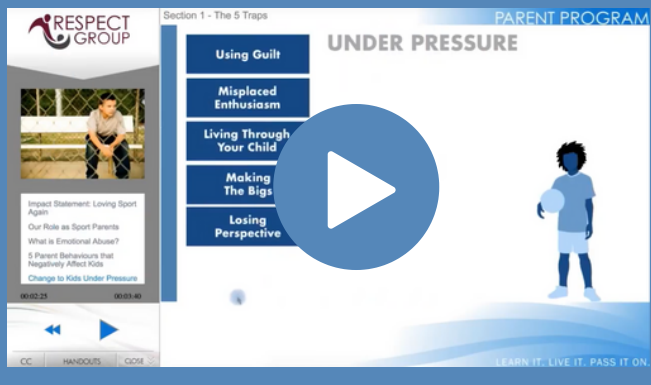 RESPECT
GROUP
Section 1 - The 5 Traps
PARENT PROGRAM
UNDER PRESSURE
Using Guilt
Misplaced
Enthusiasm
Living Through
Your Child
Making
The Bigs
Losing
Perspective
Impact Statement: Loving Sport
Again
Our Role as Sport Parents
What is Emotional Abuse?
5 Parent Behaviours that
Negatively Affect Kids
Change to Kids Under Pressure
00:02:25 00:03:40
CC HANDOUTS CLOSE
LEARN IT. LIVE IT. PASS IT ON.